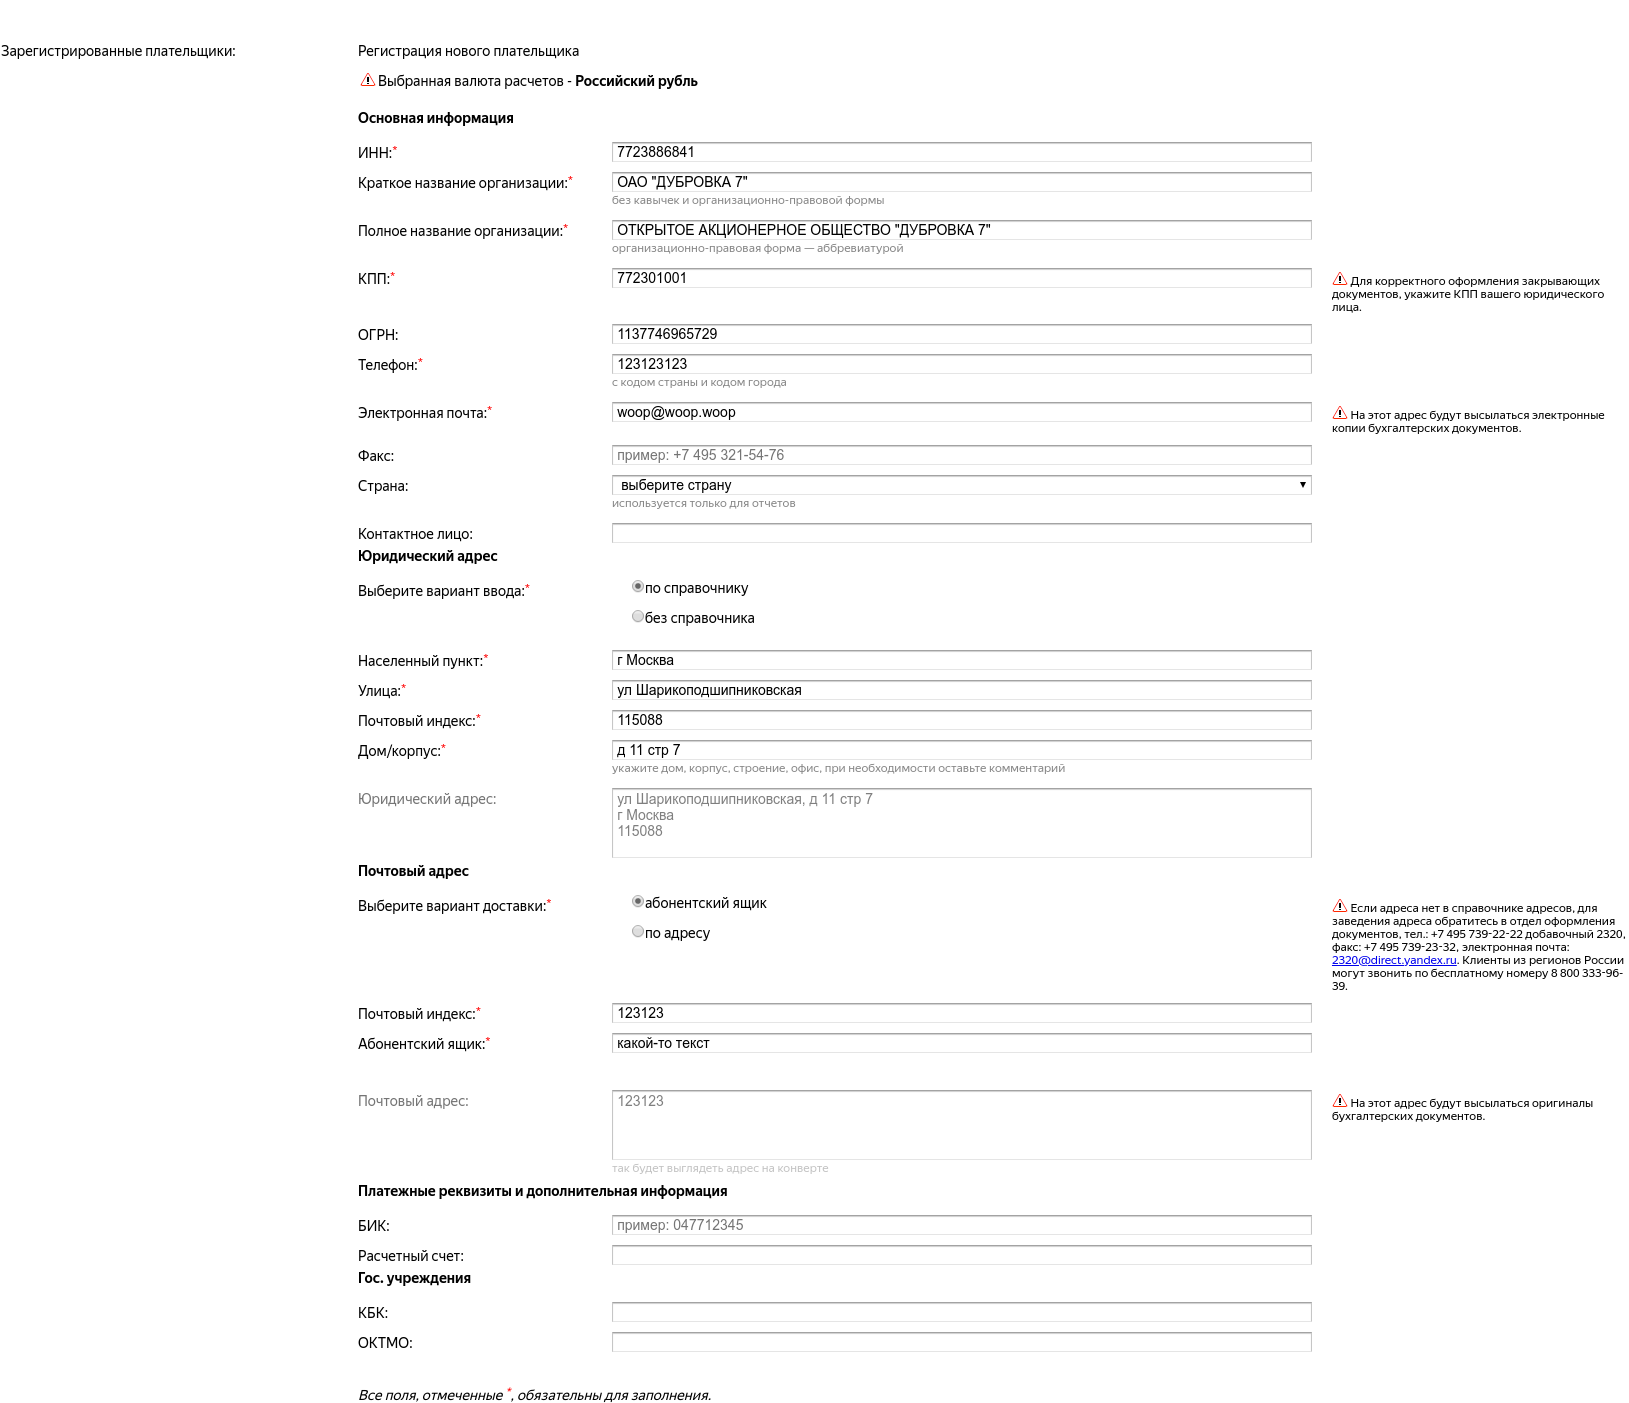 Зарегистрированные плательщики:
Регистрация нового плательщика
Выбранная валюта расчетов - Российский рубль
Основная информация
ИНН:* 7723886841
Краткое название организации:* ОАО "ДУБРОВКА 7"
без кавычек и организационно-правовой формы
Полное название организации:* ОТКРЫТОЕ АКЦИОНЕРНОЕ ОБЩЕСТВО "ДУБРОВКА 7"
организационно-правовая форма — аббревиатурой
КПП:* 772301001
Для корректного оформления закрывающих
документов, укажите КПП вашего юридического
лица.
ОГРН: 1137746965729
Телефон:* 123123123
с кодом страны и кодом города
Электронная почта:* woop@woop.woop
На этот адрес будут высылаться электронные
копии бухгалтерских документов.
Факс: пример: +7 495 321-54-76
Страна: выберите страну
используется только для отчетов
Контактное лицо:
Юридический адрес
Выберите вариант ввода:* по справочнику
без справочника
Населенный пункт:* г Москва
Улица:* ул Шарикоподшипниковская
Почтовый индекс:* 115088
Дом/корпус:* д 11 стр 7
укажите дом, корпус, строение, офис, при необходимости оставьте комментарий
Юридический адрес: ул Шарикоподшипниковская, д 11 стр 7
г Москва
115088
Почтовый адрес
Выберите вариант доставки:* абонентский ящик
по адресу
Если адреса нет в справочнике адресов, для
заведения адреса обратитесь в отдел оформления
документов, тел.: +7 495 739-22-22 добавочный 2320,
факс: +7 495 739-23-32, электронная почта:
2320@direct.yandex.ru. Клиенты из регионов России
могут звонить по бесплатному номеру 8 800 333-96-
39.
Почтовый индекс:* 123123
Абонентский ящик:* какой-то текст
Почтовый адрес: 123123
На этот адрес будут высылаться оригиналы
бухгалтерских документов.
так будет выглядеть адрес на конверте
Платежные реквизиты и дополнительная информация
БИК: пример: 047712345
Расчетный счет:
Гос. учреждения
КБК:
ОКТМО:
Все поля, отмеченные *, обязательны для заполнения.